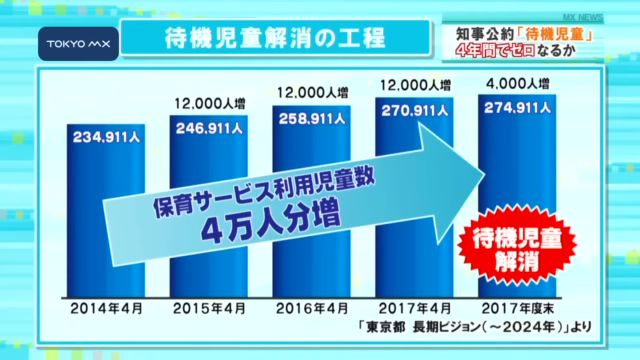 MX NEWS
TOKYO MX
待機児童解消の工程
知事公約「待機児童」
4年間でゼロなるか
12,000人増
12,000人増
12,000人増
4,000人増
234,911人
246,911人
258,911人
270,911人
274,911人
保育サービス利用児童数
4万人分増
待機児童
解消
2014年4月
2015年4月
2016年4月
2017年4月
2017年度末
「東京都 長期ビジョン(～2024年)」より